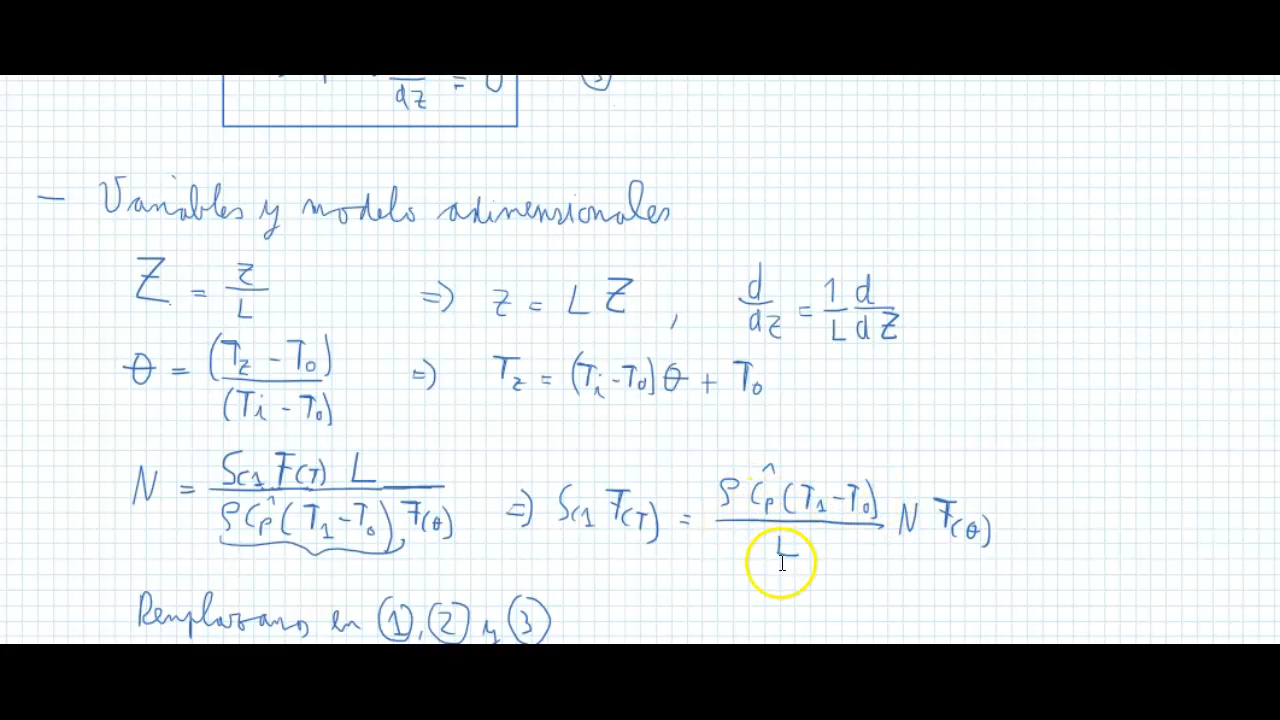 dz = 0
- Variables y modelo adimensionales
Z = z/L ⇒ z = L Z , d/dz = 1/L d/dZ
θ = (Tz - T0)/(Ti - T0) ⇒ Tz = (Ti - T0) θ + T0
N = Sc1 F(T) L / ρ Ĉp (T1 - T0) F(θ) ⇒ Sc1 F(T) = ρ Ĉp (T1 - T0) / L N F(θ)
Remplazans en (1), (2) y (3)